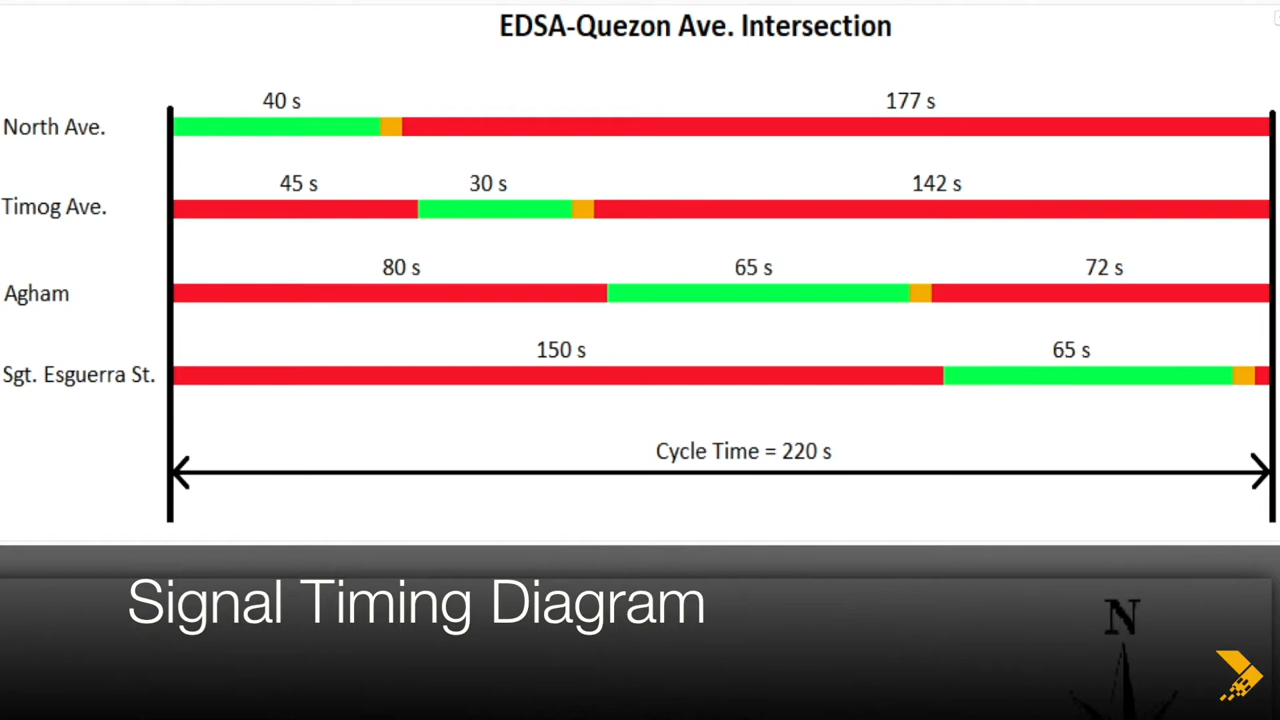 EDSA-Quezon Ave. Intersection
40 s 177 s
North Ave.
45 s 30 s 142 s
Timog Ave.
80 s 65 s 72 s
Agham
150 s 65 s
Sgt. Esguerra St.
Cycle Time = 220 s
Signal Timing Diagram
N